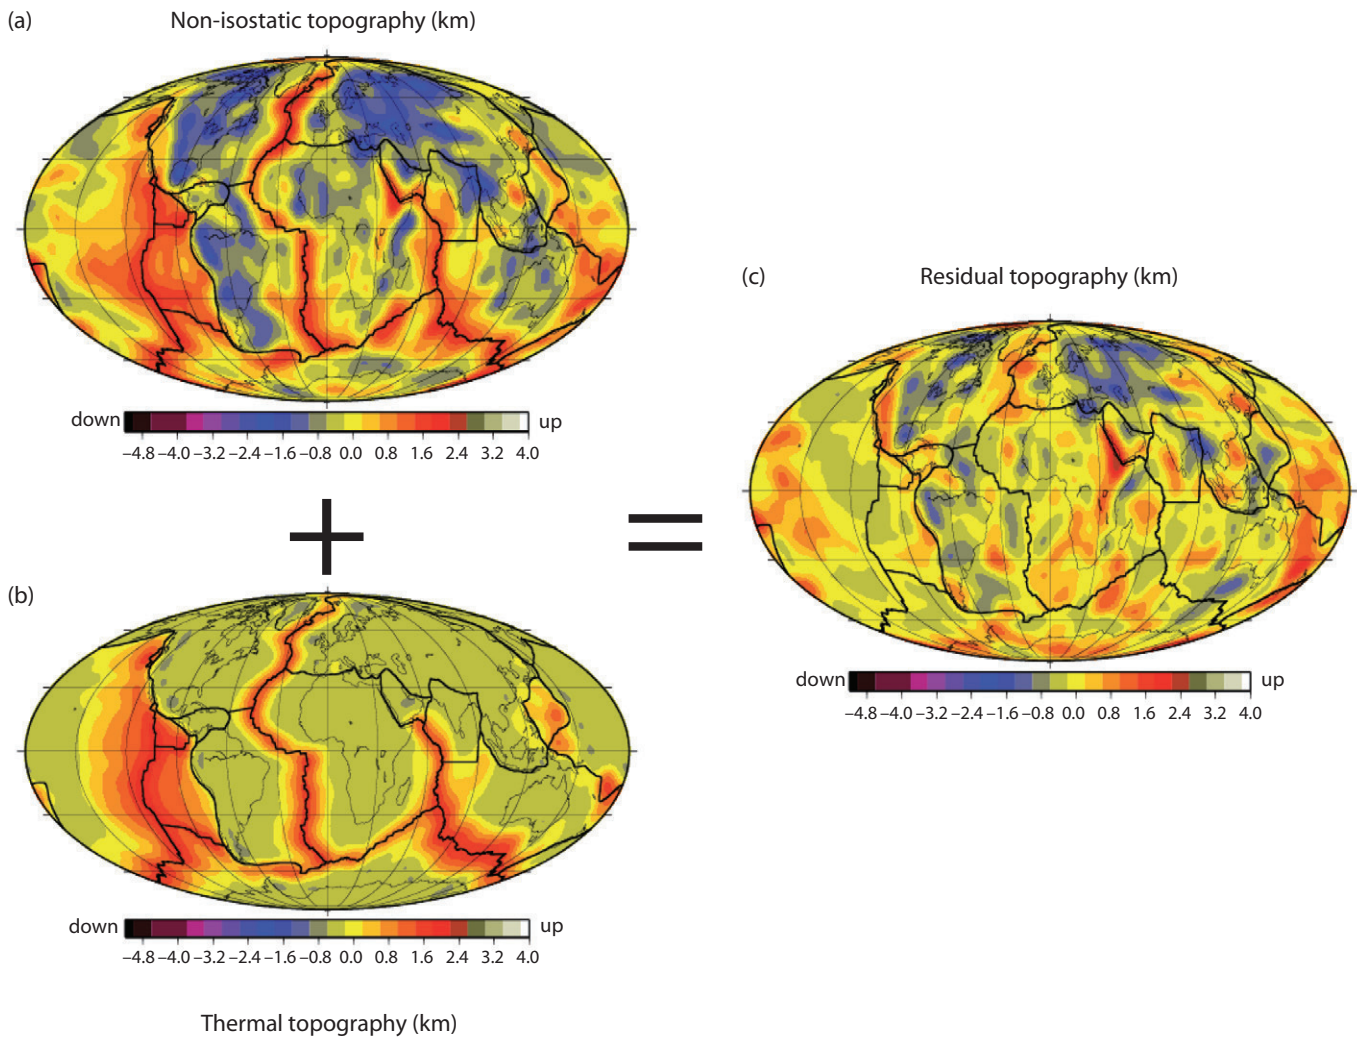 (a) Non-isostatic topography (km)
down up
−4.8 −4.0 −3.2 −2.4 −1.6 −0.8 0.0 0.8 1.6 2.4 3.2 4.0
+
=
(b)
down up
−4.8 −4.0 −3.2 −2.4 −1.6 −0.8 0.0 0.8 1.6 2.4 3.2 4.0
Thermal topography (km)
(c) Residual topography (km)
down up
−4.8 −4.0 −3.2 −2.4 −1.6 −0.8 0.0 0.8 1.6 2.4 3.2 4.0